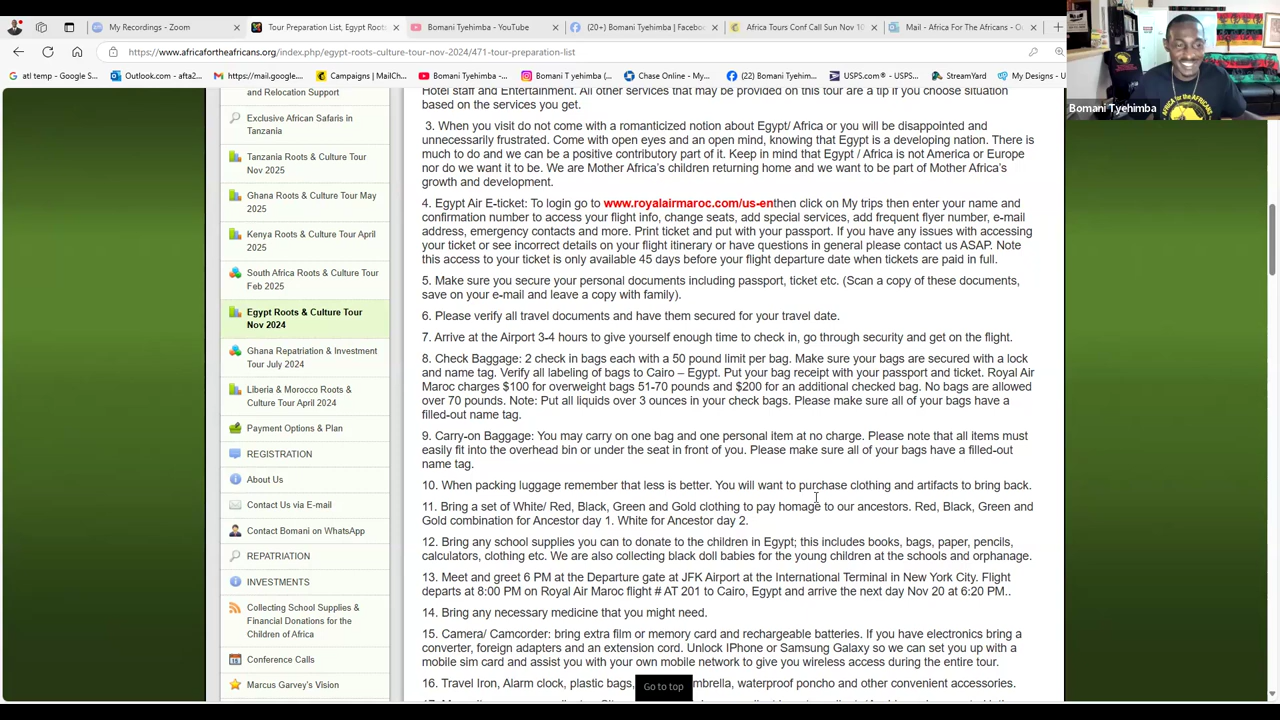 My Recordings - Zoom
Tour Preparation List, Egypt Root
Bomani Tyehimba - YouTube
(20+) Bomani Tyehimba | Facebo
Africa Tours Conf Call Sun Nov 10
Mail - Africa For The Africans - O
https://www.africafortheafricans.org/index.php/egypt-roots-culture-tour-nov-2024/471-tour-preparation-list
atl temp - Google S...
Outlook.com - afta2...
https://mail.google....
Campaigns | MailCh...
Bomani Tyehimba -...
Bomani T yehimba (...
Chase Online - My...
(22) Bomani Tyehim...
USPS.com® - USPS...
StreamYard
My Designs - U
Bomani Tyehimba
and Relocation Support
Exclusive African Safaris in
Tanzania
Tanzania Roots & Culture Tour
Nov 2025
Ghana Roots & Culture Tour May
2025
Kenya Roots & Culture Tour April
2025
South Africa Roots & Culture Tour
Feb 2025
Egypt Roots & Culture Tour
Nov 2024
Ghana Repatriation & Investment
Tour July 2024
Liberia & Morocco Roots &
Culture Tour April 2024
Payment Options & Plan
REGISTRATION
About Us
Contact Us via Email
Contact Bomani on WhatsApp
REPATRIATION
INVESTMENTS
Collecting School Supplies &
Financial Donations for the
Children of Africa
Conference Calls
Marcus Garvey's Vision
Hotel staff and Entertainment. All other services that may be provided on this tour are a tip if you choose situation
based on the services you get.
3. When you visit do not come with a romanticized notion about Egypt/ Africa or you will be disappointed and
unnecessarily frustrated. Come with open eyes and an open mind, knowing that Egypt is a developing nation. There is
much to do and we can be a positive contributory part of it. Keep in mind that Egypt / Africa is not America or Europe
nor do we want it to be. We are Mother Africa's children returning home and we want to be part of Mother Africa's
growth and development.
4. Egypt Air E-ticket: To login go to www.royalairmaroc.com/us-enthen click on My trips then enter your name and
confirmation number to access your flight info, change seats, add special services, add frequent flyer number, e-mail
address, emergency contacts and more. Print ticket and put with your passport. If you have any issues with accessing
your ticket or see incorrect details on your flight itinerary or have questions in general please contact us ASAP. Note
this access to your ticket is only available 45 days before your flight departure date when tickets are paid in full.
5. Make sure you secure your personal documents including passport, ticket etc. (Scan a copy of these documents,
save on your e-mail and leave a copy with family).
6. Please verify all travel documents and have them secured for your travel date.
7. Arrive at the Airport 3-4 hours to give yourself enough time to check in, go through security and get on the flight.
8. Check Baggage: 2 check in bags each with a 50 pound limit per bag. Make sure your bags are secured with a lock
and name tag. Verify all labeling of bags to Cairo – Egypt. Put your bag receipt with your passport and ticket. Royal Air
Maroc charges $100 for overweight bags 51-70 pounds and $200 for an additional checked bag. No bags are allowed
over 70 pounds. Note: Put all liquids over 3 ounces in your check bags. Please make sure all of your bags have a
filled-out name tag.
9. Carry-on Baggage: You may carry on one bag and one personal item at no charge. Please note that all items must
easily fit into the overhead bin or under the seat in front of you. Please make sure all of your bags have a filled-out
name tag.
10. When packing luggage remember that less is better. You will want to purchase clothing and artifacts to bring back.
11. Bring a set of White/ Red, Black, Green and Gold clothing to pay homage to our ancestors. Red, Black, Green and
Gold combination for Ancestor day 1. White for Ancestor day 2.
12. Bring any school supplies you can to donate to the children in Egypt; this includes books, bags, paper, pencils,
calculators, clothing etc. We are also collecting black doll babies for the young children at the schools and orphanage.
13. Meet and greet 6 PM at the Departure gate at JFK Airport at the International Terminal in New York City. Flight
departs at 8:00 PM on Royal Air Maroc flight # AT 201 to Cairo, Egypt and arrive the next day Nov 20 at 6:20 PM..
14. Bring any necessary medicine that you might need.
15. Camera/ Camcorder: bring extra film or memory card and rechargeable batteries. If you have electronics bring a
converter, foreign adapters and an extension cord. Unlock IPhone or Samsung Galaxy so we can set you up with a
mobile sim card and assist you with your own mobile network to give you wireless access during the entire tour.
16. Travel Iron, Alarm clock, plastic bags, mbrella, waterproof poncho and other convenient accessories.
Go to top